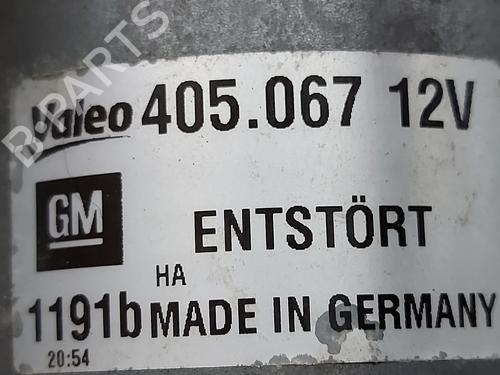 B-PARTS
Valeo 405.067 12V
GM ENTSTÖRT
HA
1191b MADE IN GERMANY
20:54